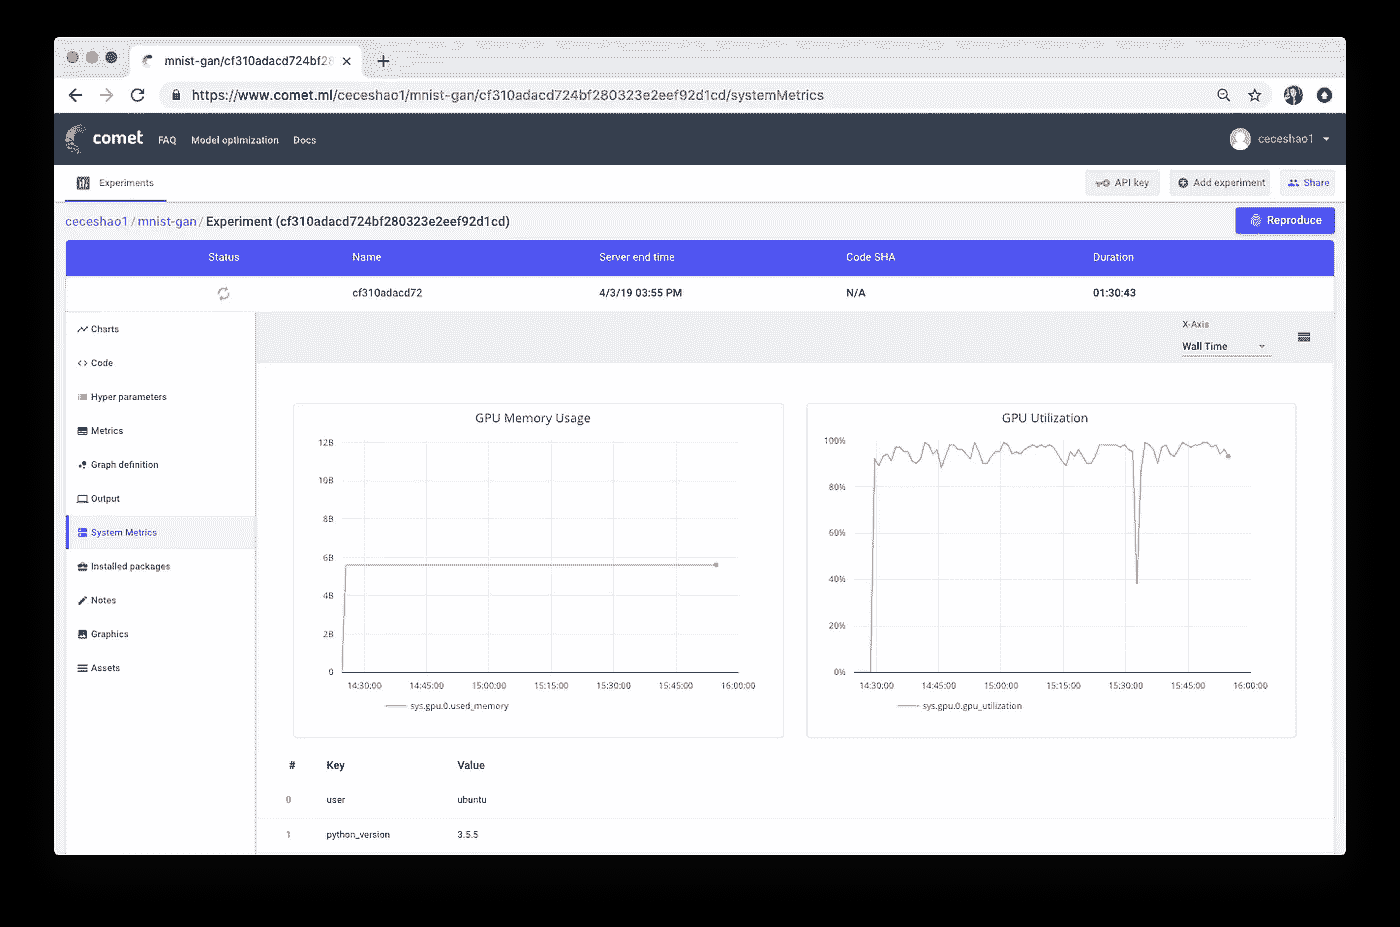 mnist-gan/cf310adacd724bf28
https://www.comet.ml/ceceshao1/mnist-gan/cf310adacd724bf280323e2eef92d1cd/systemMetrics
comet FAQ Model optimization Docs ceceshao1
Experiments API key Add experiment Share
ceceshao1 / mnist-gan / Experiment (cf310adacd724bf280323e2eef92d1cd) Reproduce
Status Name Server end time Code SHA Duration
cf310adacd72 4/3/19 03:55 PM N/A 01:30:43
Charts
Code
Hyper parameters
Metrics
Graph definition
Output
System Metrics
Installed packages
Notes
Graphics
Assets
X-Axis
Wall Time
GPU Memory Usage
12B
10B
8B
6B
4B
2B
0
14:30:00 14:45:00 15:00:00 15:15:00 15:30:00 15:45:00 16:00:00
sys.gpu.0.used_memory
GPU Utilization
100%
80%
60%
40%
20%
0%
14:30:00 14:45:00 15:00:00 15:15:00 15:30:00 15:45:00 16:00:00
sys.gpu.0.gpu_utilization
# Key Value
0 user ubuntu
1 python_version 3.5.5